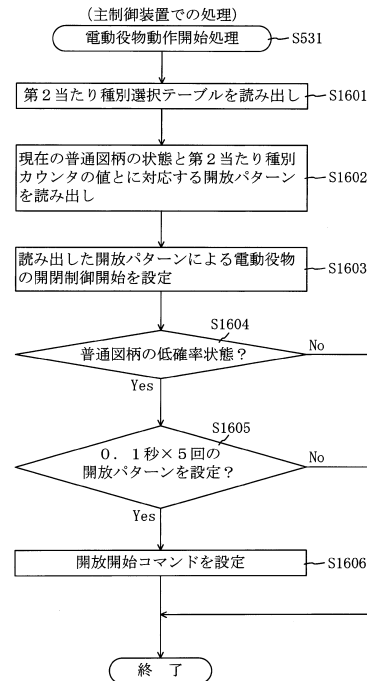 （主制御装置での処理）
電動役物動作開始処理
S531
第２当たり種別選択テーブルを読み出し
S1601
現在の普通図柄の状態と第２当たり種別
カウンタの値とに対応する開放パターン
を読み出し
S1602
読み出した開放パターンによる電動役物
の開閉制御開始を設定
S1603
S1604
普通図柄の低確率状態？
No
Yes
S1605
０．１秒×５回の
開放パターンを設定？
No
Yes
開放開始コマンドを設定
S1606
終　了